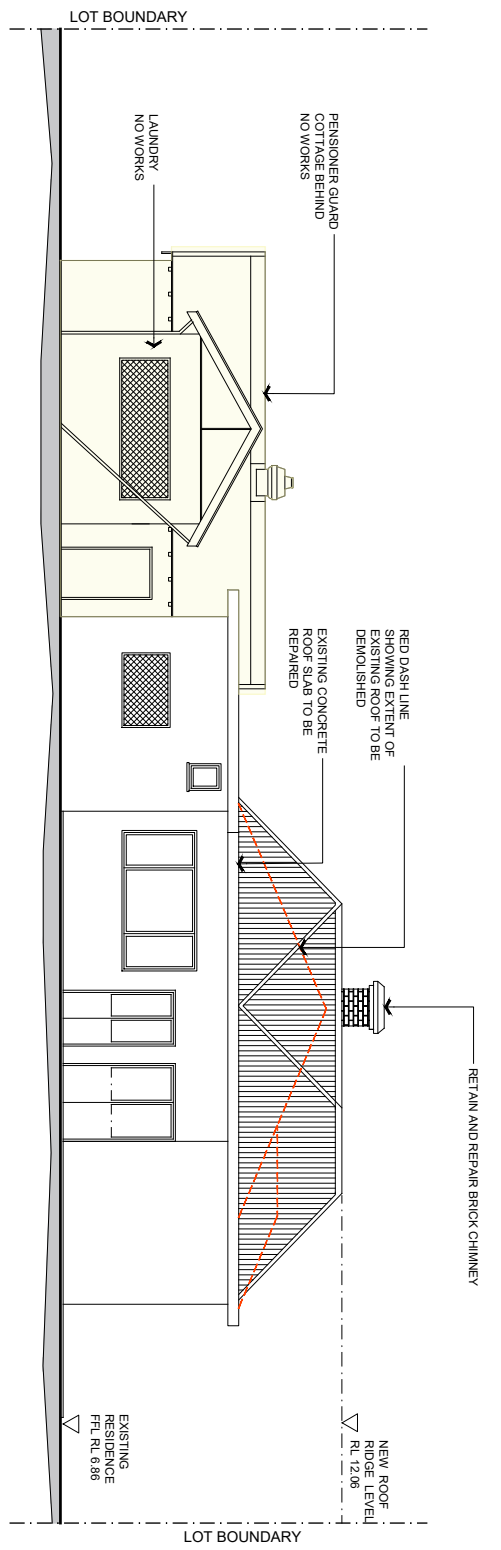 LOT BOUNDARY
PENSIONER GUARD
COTTAGE BEHIND
NO WORKS
LAUNDRY
NO WORKS
RED DASH LINE
SHOWING EXTENT OF
EXISTING ROOF TO BE
DEMOLISHED
EXISTING CONCRETE
ROOF SLAB TO BE
REPAIRED
RETAIN AND REPAIR BRICK CHIMNEY
NEW ROOF
RIDGE LEVEL
RL 12.06
EXISTING
RESIDENCE
FFL RL 6.86
LOT BOUNDARY